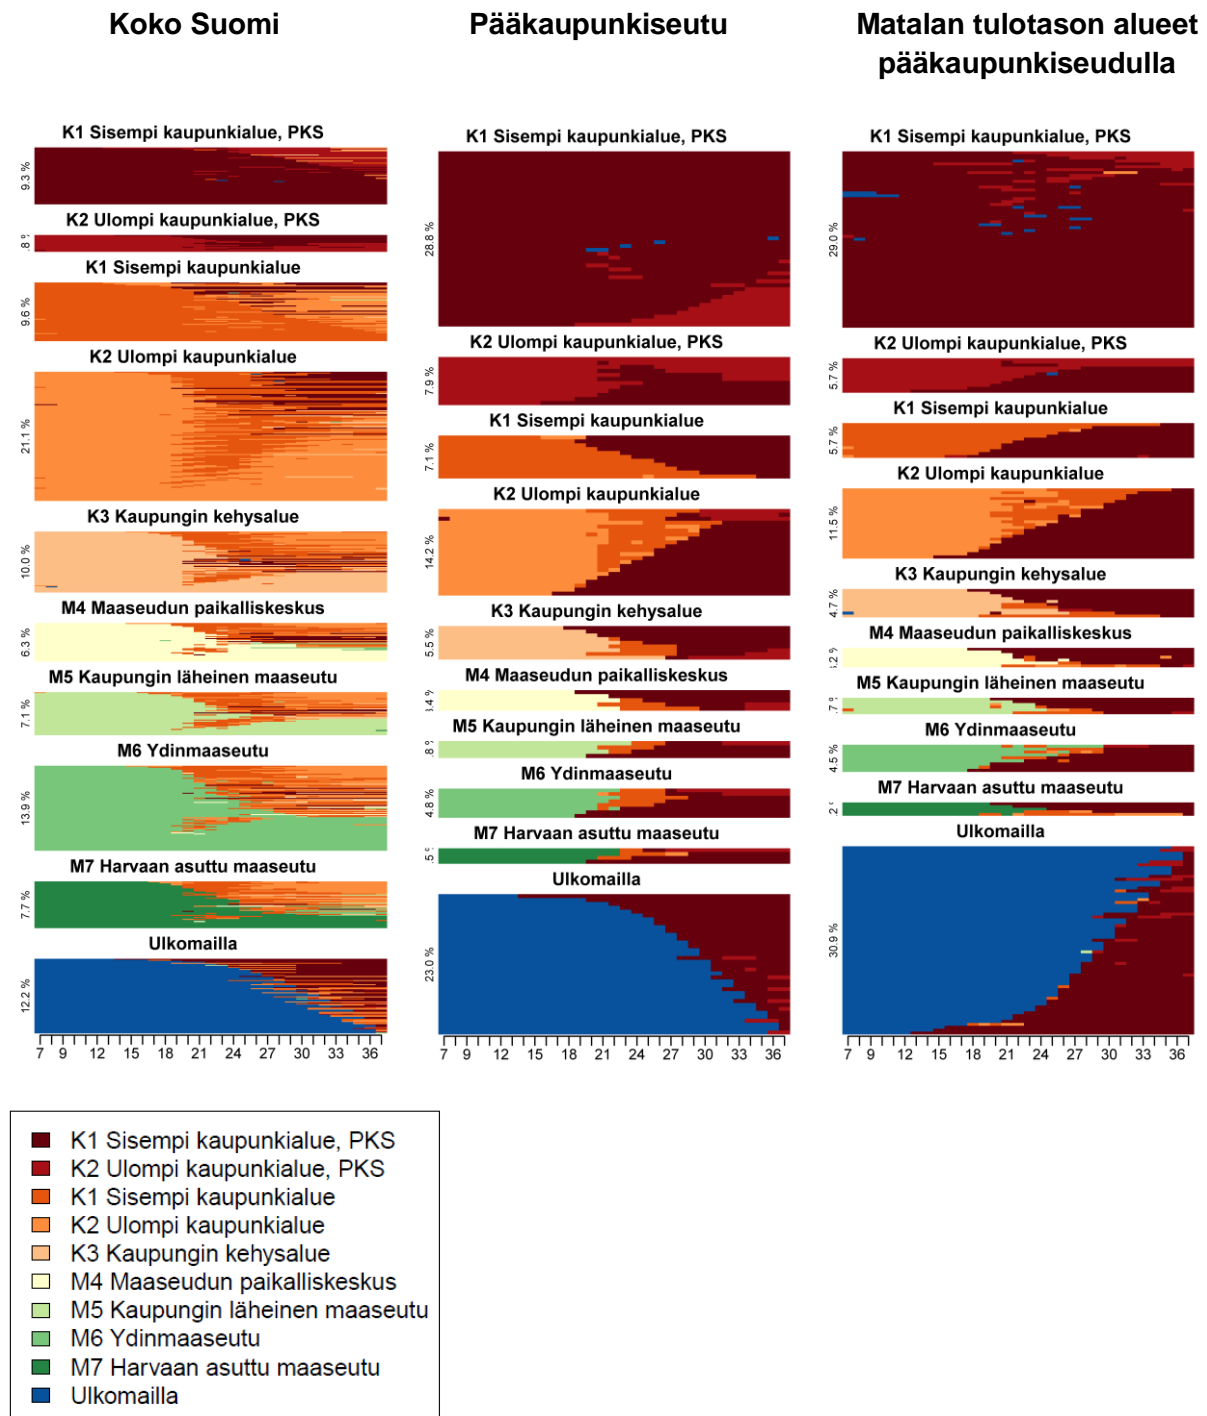 Koko Suomi
Pääkaupunkiseutu
Matalan tulotason alueet
pääkaupunkiseudulla
K1 Sisempi kaupunkialue, PKS
9.3 %
K2 Ulompi kaupunkialue, PKS
K1 Sisempi kaupunkialue
9.6 %
K2 Ulompi kaupunkialue
21.1 %
K3 Kaupungin kehysalue
10.0 %
M4 Maaseudun paikalliskeskus
6.3 %
M5 Kaupungin läheinen maaseutu
7.1 %
M6 Ydinmaaseutu
13.9 %
M7 Harvaan asuttu maaseutu
7.7 %
Ulkomailla
12.2 %
7 9 12 15 18 21 24 27 30 33 36
K1 Sisempi kaupunkialue, PKS
28.8 %
K2 Ulompi kaupunkialue, PKS
7.9 %
K1 Sisempi kaupunkialue
7.1 %
K2 Ulompi kaupunkialue
14.2 %
K3 Kaupungin kehysalue
5.5 %
M4 Maaseudun paikalliskeskus
M5 Kaupungin läheinen maaseutu
M6 Ydinmaaseutu
4.8 %
M7 Harvaan asuttu maaseutu
Ulkomailla
23.0 %
7 9 12 15 18 21 24 27 30 33 36
K1 Sisempi kaupunkialue, PKS
29.0 %
K2 Ulompi kaupunkialue, PKS
5.7 %
K1 Sisempi kaupunkialue
5.7 %
K2 Ulompi kaupunkialue
11.5 %
K3 Kaupungin kehysalue
4.7 %
M4 Maaseudun paikalliskeskus
M5 Kaupungin läheinen maaseutu
M6 Ydinmaaseutu
4.5 %
M7 Harvaan asuttu maaseutu
Ulkomailla
30.9 %
7 9 12 15 18 21 24 27 30 33 36
K1 Sisempi kaupunkialue, PKS
K2 Ulompi kaupunkialue, PKS
K1 Sisempi kaupunkialue
K2 Ulompi kaupunkialue
K3 Kaupungin kehysalue
M4 Maaseudun paikalliskeskus
M5 Kaupungin läheinen maaseutu
M6 Ydinmaaseutu
M7 Harvaan asuttu maaseutu
Ulkomailla